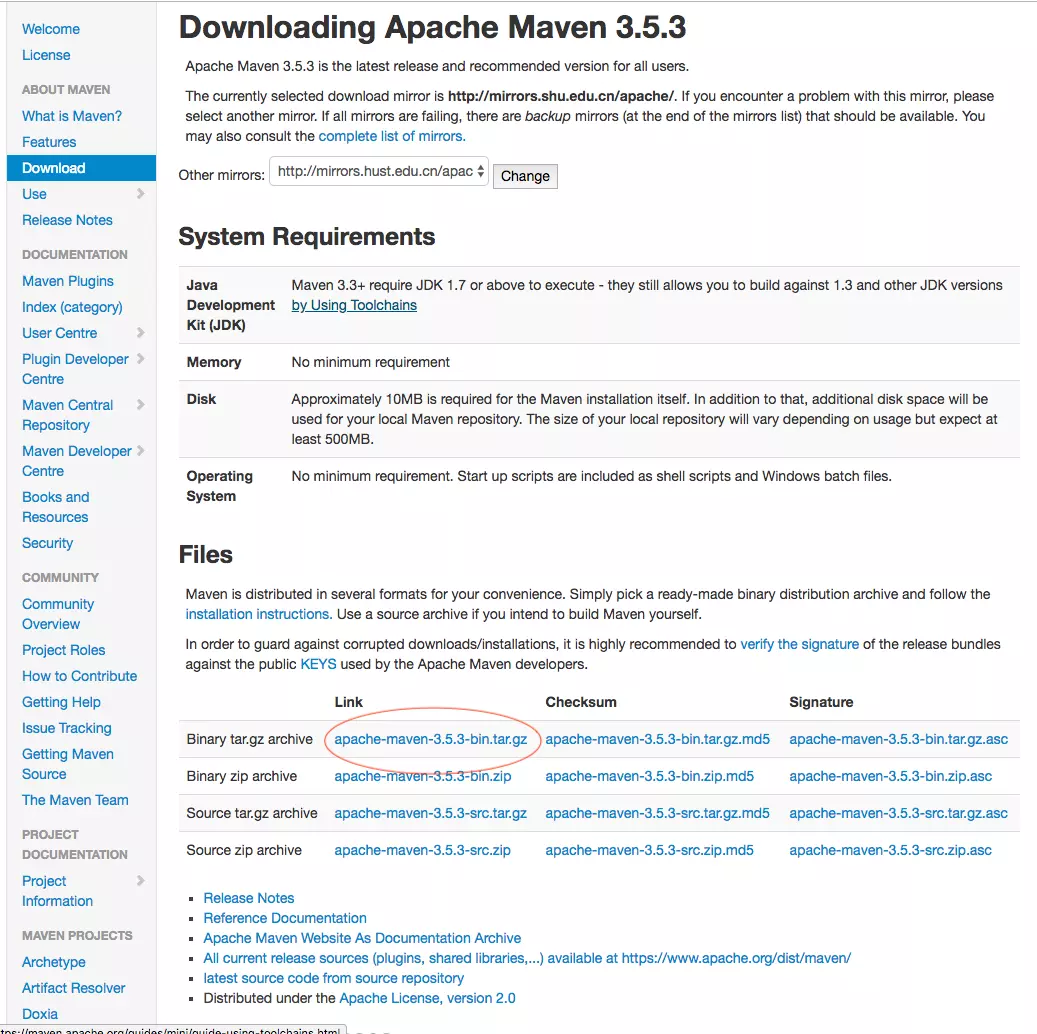 Welcome
License
ABOUT MAVEN
What is Maven?
Features
Download
Use
Release Notes
DOCUMENTATION
Maven Plugins
Index (category)
User Centre
Plugin Developer
Centre
Maven Central
Repository
Maven Developer
Centre
Books and
Resources
Security
COMMUNITY
Community
Overview
Project Roles
How to Contribute
Getting Help
Issue Tracking
Getting Maven
Source
The Maven Team
PROJECT
DOCUMENTATION
Project
Information
MAVEN PROJECTS
Archetype
Artifact Resolver
Doxia
Downloading Apache Maven 3.5.3
Apache Maven 3.5.3 is the latest release and recommended version for all users.
The currently selected download mirror is http://mirrors.shu.edu.cn/apache/. If you encounter a problem with this mirror, please
select another mirror. If all mirrors are failing, there are backup mirrors (at the end of the mirrors list) that should be available. You
may also consult the complete list of mirrors.
Other mirrors: http://mirrors.hust.edu.cn/apac Change
System Requirements
Java Maven 3.3+ require JDK 1.7 or above to execute - they still allows you to build against 1.3 and other JDK versions
Development by Using Toolchains
Kit (JDK)
Memory No minimum requirement
Disk Approximately 10MB is required for the Maven installation itself. In addition to that, additional disk space will be
used for your local Maven repository. The size of your local repository will vary depending on usage but expect at
least 500MB.
Operating No minimum requirement. Start up scripts are included as shell scripts and Windows batch files.
System
Files
Maven is distributed in several formats for your convenience. Simply pick a ready-made binary distribution archive and follow the
installation instructions. Use a source archive if you intend to build Maven yourself.
In order to guard against corrupted downloads/installations, it is highly recommended to verify the signature of the release bundles
against the public KEYS used by the Apache Maven developers.
Link Checksum Signature
Binary tar.gz archive apache-maven-3.5.3-bin.tar.gz apache-maven-3.5.3-bin.tar.gz.md5 apache-maven-3.5.3-bin.tar.gz.asc
Binary zip archive apache-maven-3.5.3-bin.zip apache-maven-3.5.3-bin.zip.md5 apache-maven-3.5.3-bin.zip.asc
Source tar.gz archive apache-maven-3.5.3-src.tar.gz apache-maven-3.5.3-src.tar.gz.md5 apache-maven-3.5.3-src.tar.gz.asc
Source zip archive apache-maven-3.5.3-src.zip apache-maven-3.5.3-src.zip.md5 apache-maven-3.5.3-src.zip.asc
Release Notes
Reference Documentation
Apache Maven Website As Documentation Archive
All current release sources (plugins, shared libraries,...) available at https://www.apache.org/dist/maven/
latest source code from source repository
Distributed under the Apache License, version 2.0
tps://maven.apache.org/guides/mini/guide-using-toolchains.html